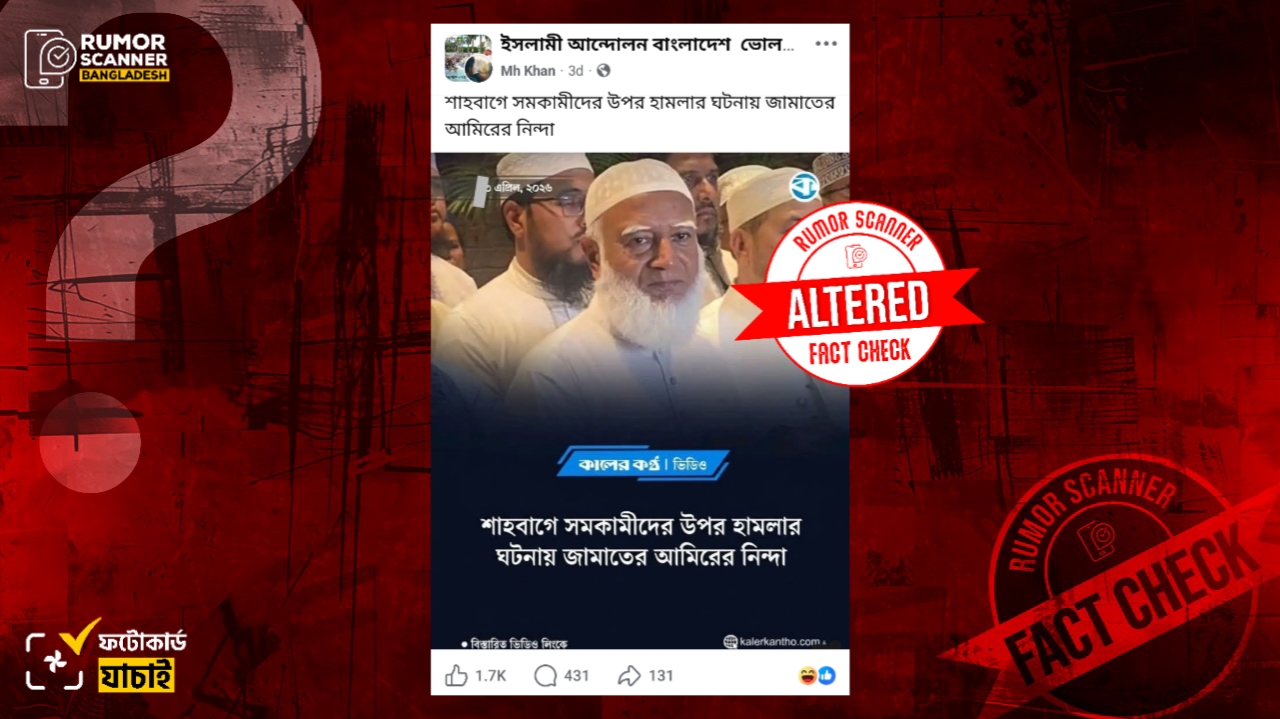 RUMOR
SCANNER
BANGLADESH
ইসলামী আন্দোলন বাংলাদেশ ভোল...
Mh Khan · 3d ·
শাহবাগে সমকামীদের উপর হামলার ঘটনায় জামাতের
আমিরের নিন্দা
এপ্রিল, ২০২৬
ক
RUMOR SCANNER
ALTERED
FACT CHECK
কালের কণ্ঠ | ভিডিও
শাহবাগে সমকামীদের উপর হামলার
ঘটনায় জামাতের আমিরের নিন্দা
• বিস্তারিত ভিডিও লিংকে
kalerkantho.com
1.7K 431 131
ফটোকার্ড
যাচাই
RUMOR SCANNER
FACT CHECK